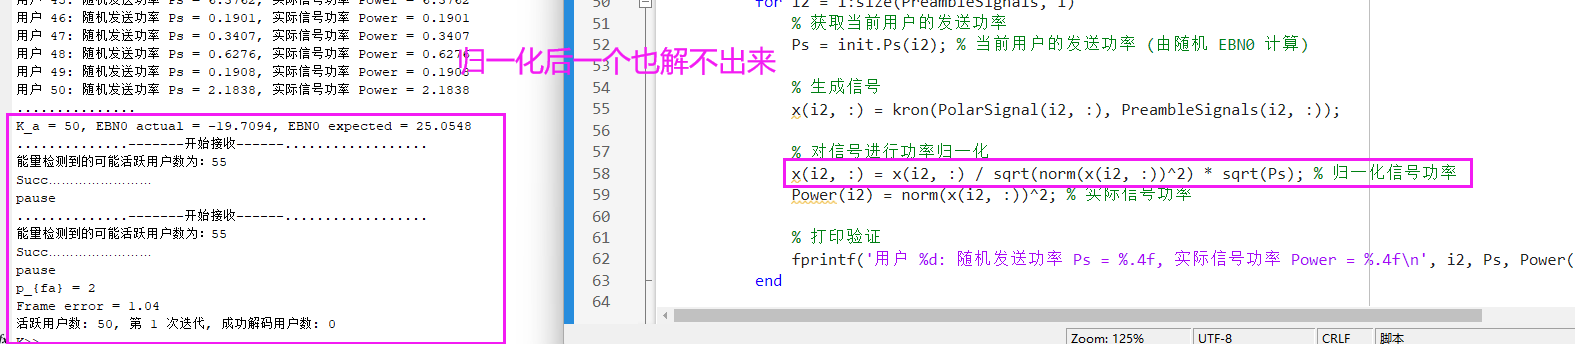 用户 45: 随机发送功率 Ps = 6.3762, 实际信号功率 Power = 6.3762
用户 46: 随机发送功率 Ps = 0.1901, 实际信号功率 Power = 0.1901
用户 47: 随机发送功率 Ps = 0.3407, 实际信号功率 Power = 0.3407
用户 48: 随机发送功率 Ps = 0.6276, 实际信号功率 Power = 0.6276
用户 49: 随机发送功率 Ps = 0.1908, 实际信号功率 Power = 0.1908
用户 50: 随机发送功率 Ps = 2.1838, 实际信号功率 Power = 2.1838
...............
K_a = 50, EBN0 actual = -19.7094, EBN0 expected = 25.0548
..............-------开始接收------..................
能量检测到的可能活跃用户数为: 55
Succ........................
pause
..............-------开始接收------..................
能量检测到的可能活跃用户数为: 55
Succ........................
pause
p_{fa} = 2
Frame error = 1.04
活跃用户数: 50, 第 1 次迭代, 成功解码用户数: 0
K>>
归一化后一个也解不出来
50 for i2 = 1:size(PreambleSignals, 1)
51 % 获取当前用户的发送功率
52 Ps = init.Ps(i2); % 当前用户的发送功率 (由随机 EBN0 计算)
53
54 % 生成信号
55 x(i2, :) = kron(PolarSignal(i2, :), PreambleSignals(i2, :));
56
57 % 对信号进行功率归一化
58 x(i2, :) = x(i2, :) / sqrt(norm(x(i2, :))^2) * sqrt(Ps); % 归一化信号功率
59 Power(i2) = norm(x(i2, :))^2; % 实际信号功率
60
61 % 打印验证
62 fprintf('用户 %d: 随机发送功率 Ps = %.4f, 实际信号功率 Power = %.4f\n', i2, Ps, Power(
63 end
64
Zoom: 125% UTF-8 CRLF 脚本